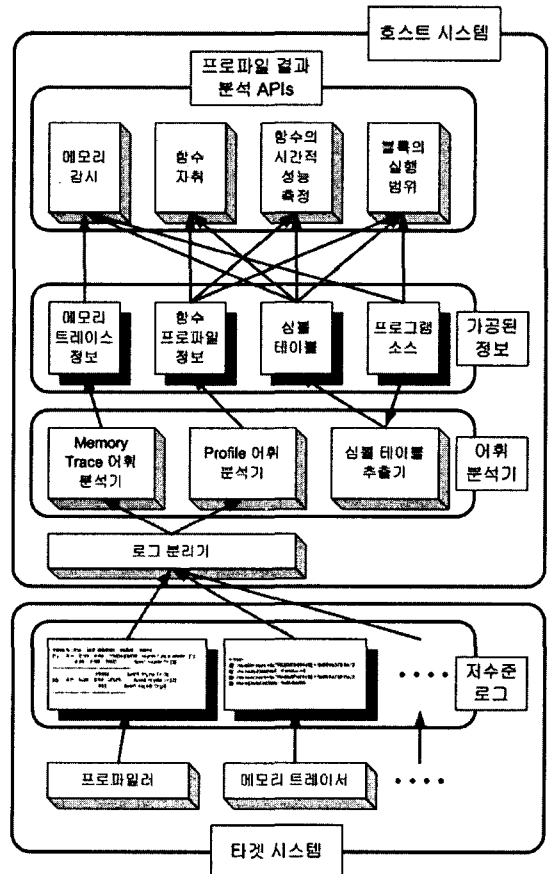 호스트 시스템
프로파일 결과
분석 APIs
메모리
감시
함수
자취
함수의
시간적
성능
측정
블록의
실행
범위
메모리
트레이스
정보
함수
프로파일
정보
심볼
테이블
프로그램
소스
가공된
정보
Memory
Trace 어휘
분석기
Profile 어휘
분석기
심볼 테이블
추출기
어휘
분석기
로그 분리기
저수준
로그
프로파일러
메모리 트레이서
타겟 시스템